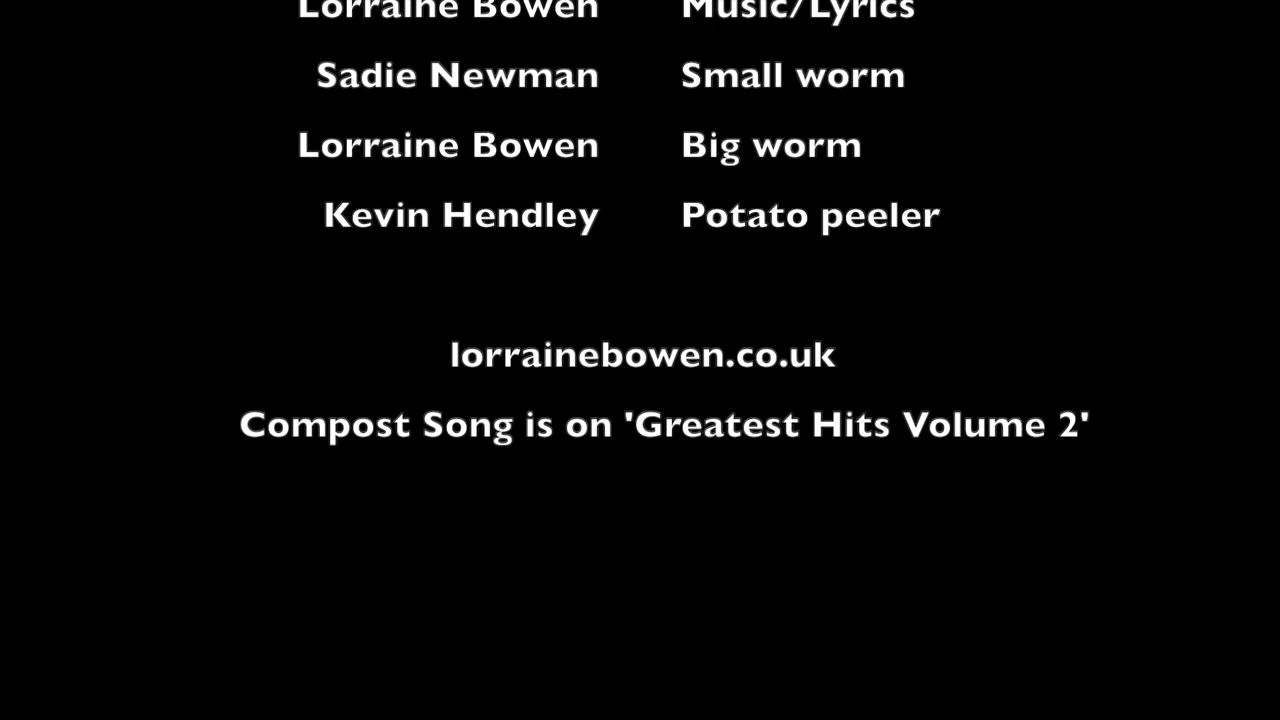 Lorraine Bowen Music/Lyrics
Sadie Newman Small worm
Lorraine Bowen Big worm
Kevin Hendley Potato peeler
lorrainebowen.co.uk
Compost Song is on 'Greatest Hits Volume 2'